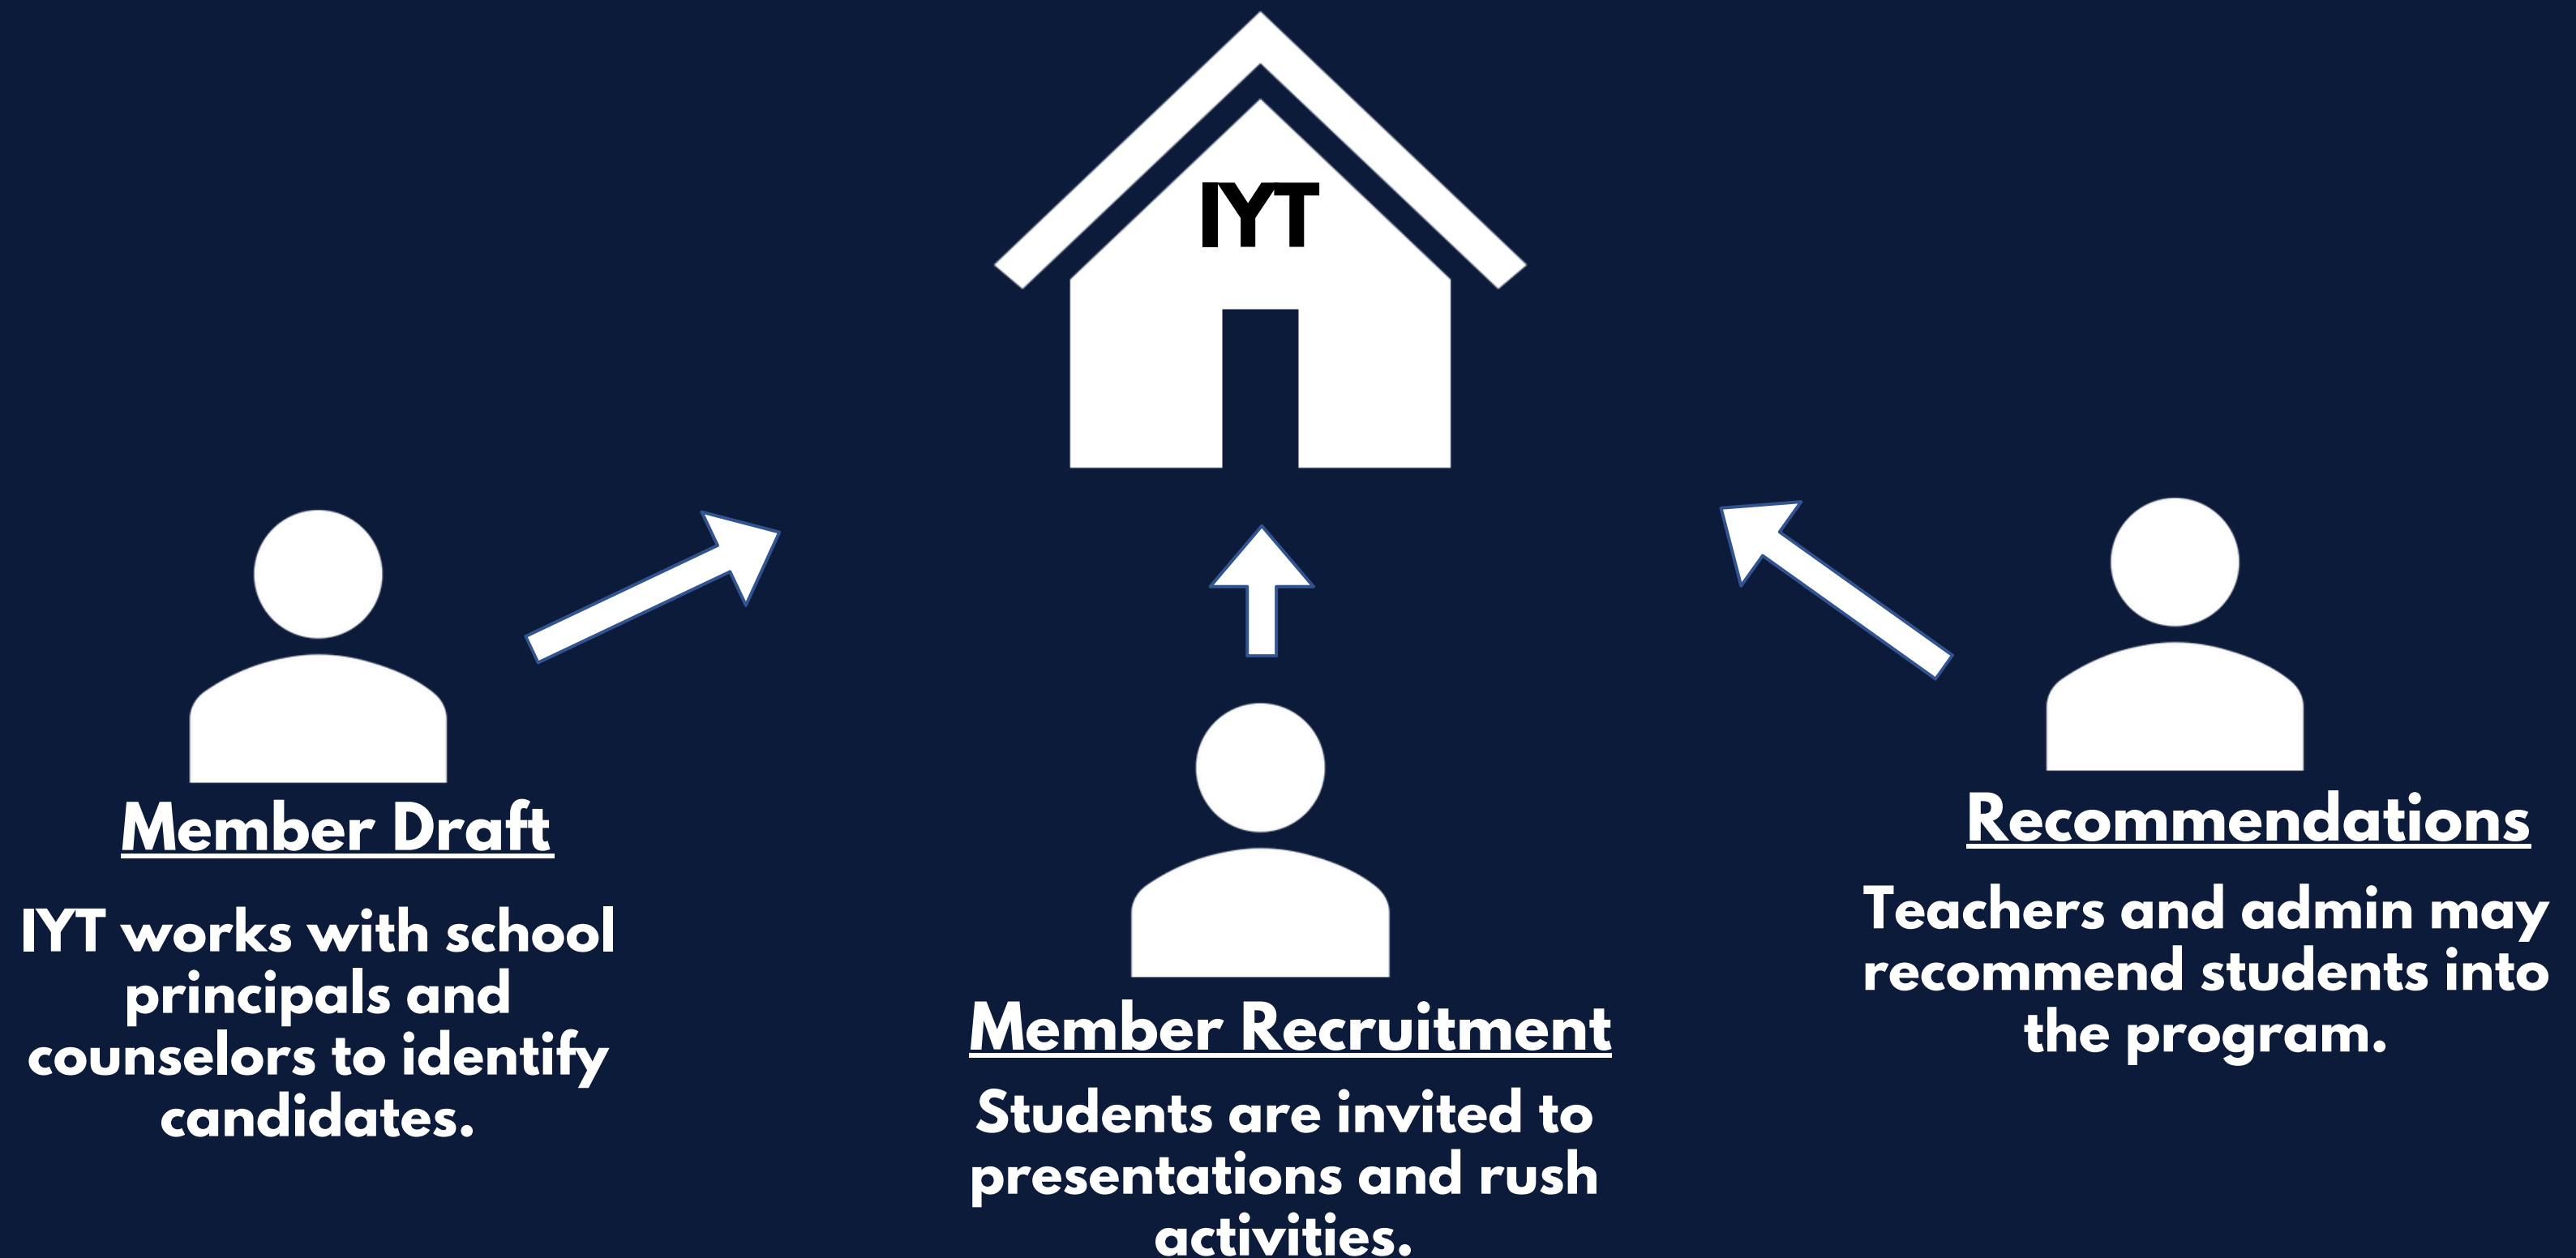 IYT
Member Draft
IYT works with school
principals and
counselors to identify
candidates.
Member Recruitment
Students are invited to
presentations and rush
activities.
Recommendations
Teachers and admin may
recommend students into
the program.